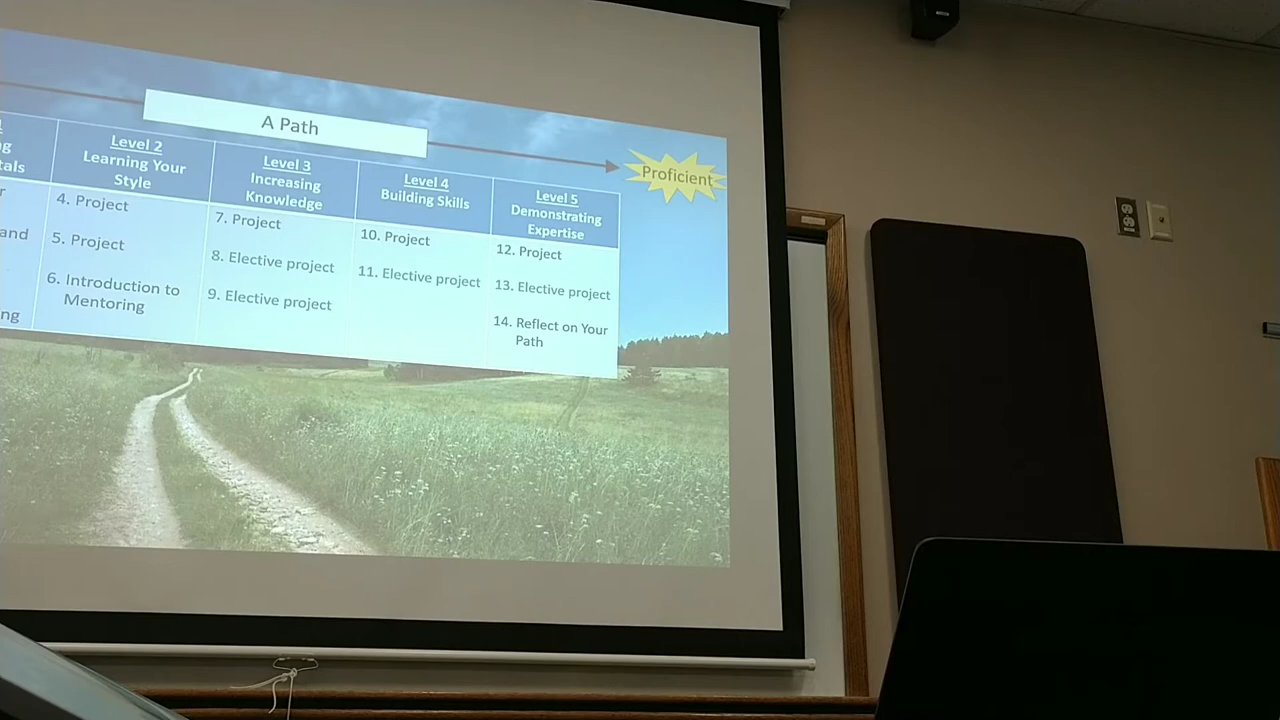 A Path
Proficient
Level 2
Learning Your
Style
4. Project
5. Project
6. Introduction to
Mentoring
Level 3
Increasing
Knowledge
7. Project
8. Elective project
9. Elective project
Level 4
Building Skills
10. Project
11. Elective project
Level 5
Demonstrating
Expertise
12. Project
13. Elective project
14. Reflect on Your
Path
and